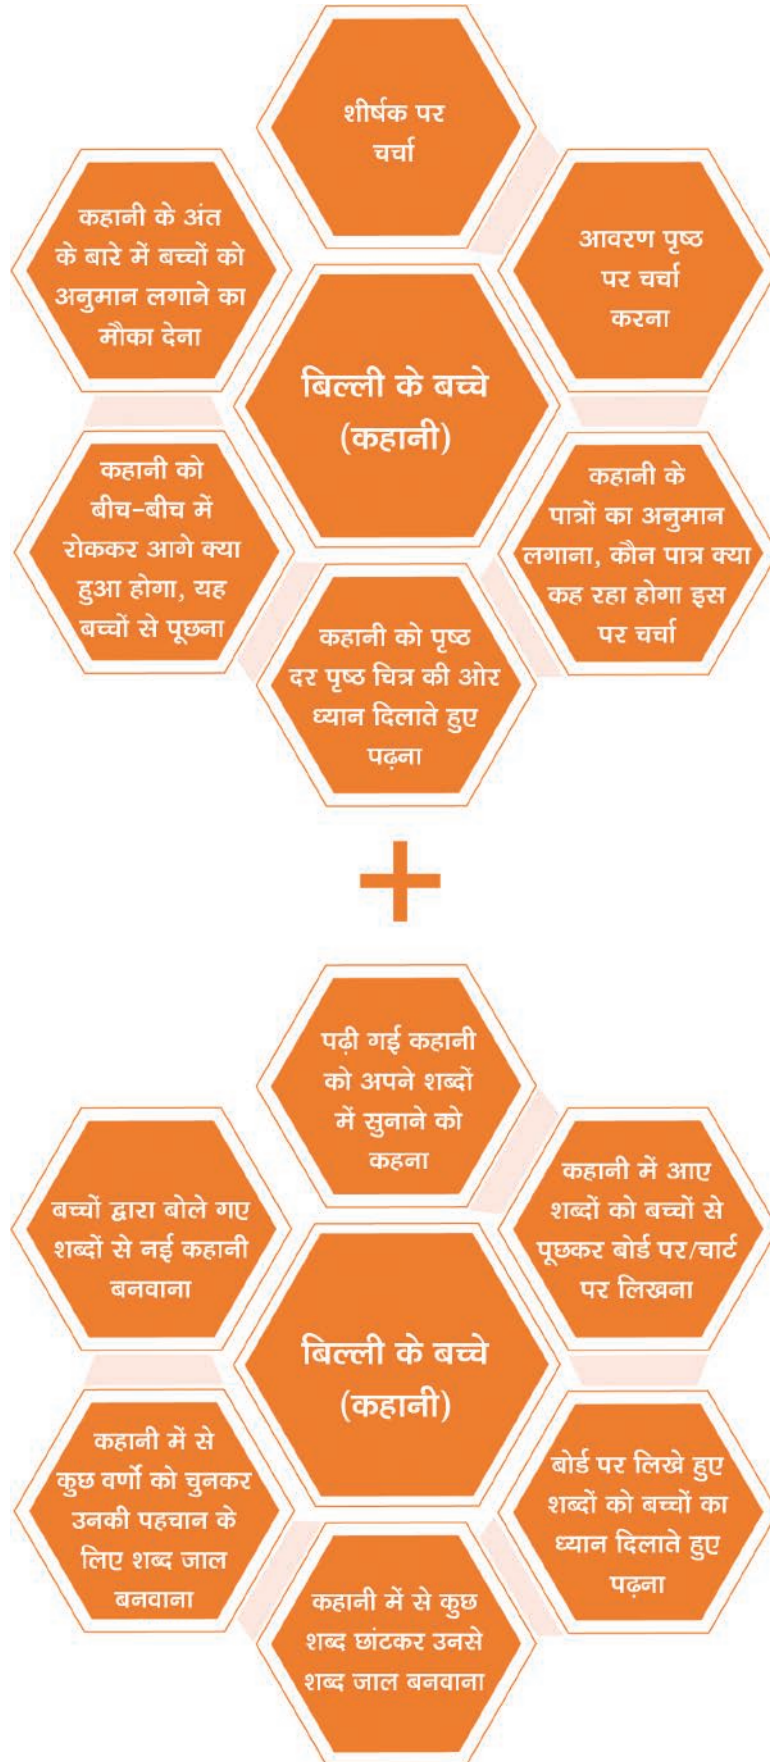 शीर्षक पर
चर्चा
आवरण पृष्ठ
पर चर्चा
करना
कहानी के
पात्रों का अनुमान
लगाना, कौन पात्र क्या
कह रहा होगा इस
पर चर्चा
कहानी को पृष्ठ
दर पृष्ठ चित्र की ओर
ध्यान दिलाते हुए
पढ़ना
कहानी को
बीच-बीच में
रोककर आगे क्या
हुआ होगा, यह
बच्चों से पूछना
कहानी के अंत
के बारे में बच्चों को
अनुमान लगाने का
मौका देना
बिल्ली के बच्चे
(कहानी)
+
पढ़ी गई कहानी
को अपने शब्दों
में सुनाने को
कहना
कहानी में आए
शब्दों को बच्चों से
पूछकर बोर्ड पर/चार्ट
पर लिखना
बोर्ड पर लिखे हुए
शब्दों को बच्चों का
ध्यान दिलाते हुए
पढ़ना
कहानी में से कुछ
शब्द छांटकर उनसे
शब्द जाल बनवाना
कहानी में से
कुछ वर्णों को चुनकर
उनकी पहचान के
लिए शब्द जाल
बनवाना
बच्चों द्वारा बोले गए
शब्दों से नई कहानी
बनवाना
बिल्ली के बच्चे
(कहानी)